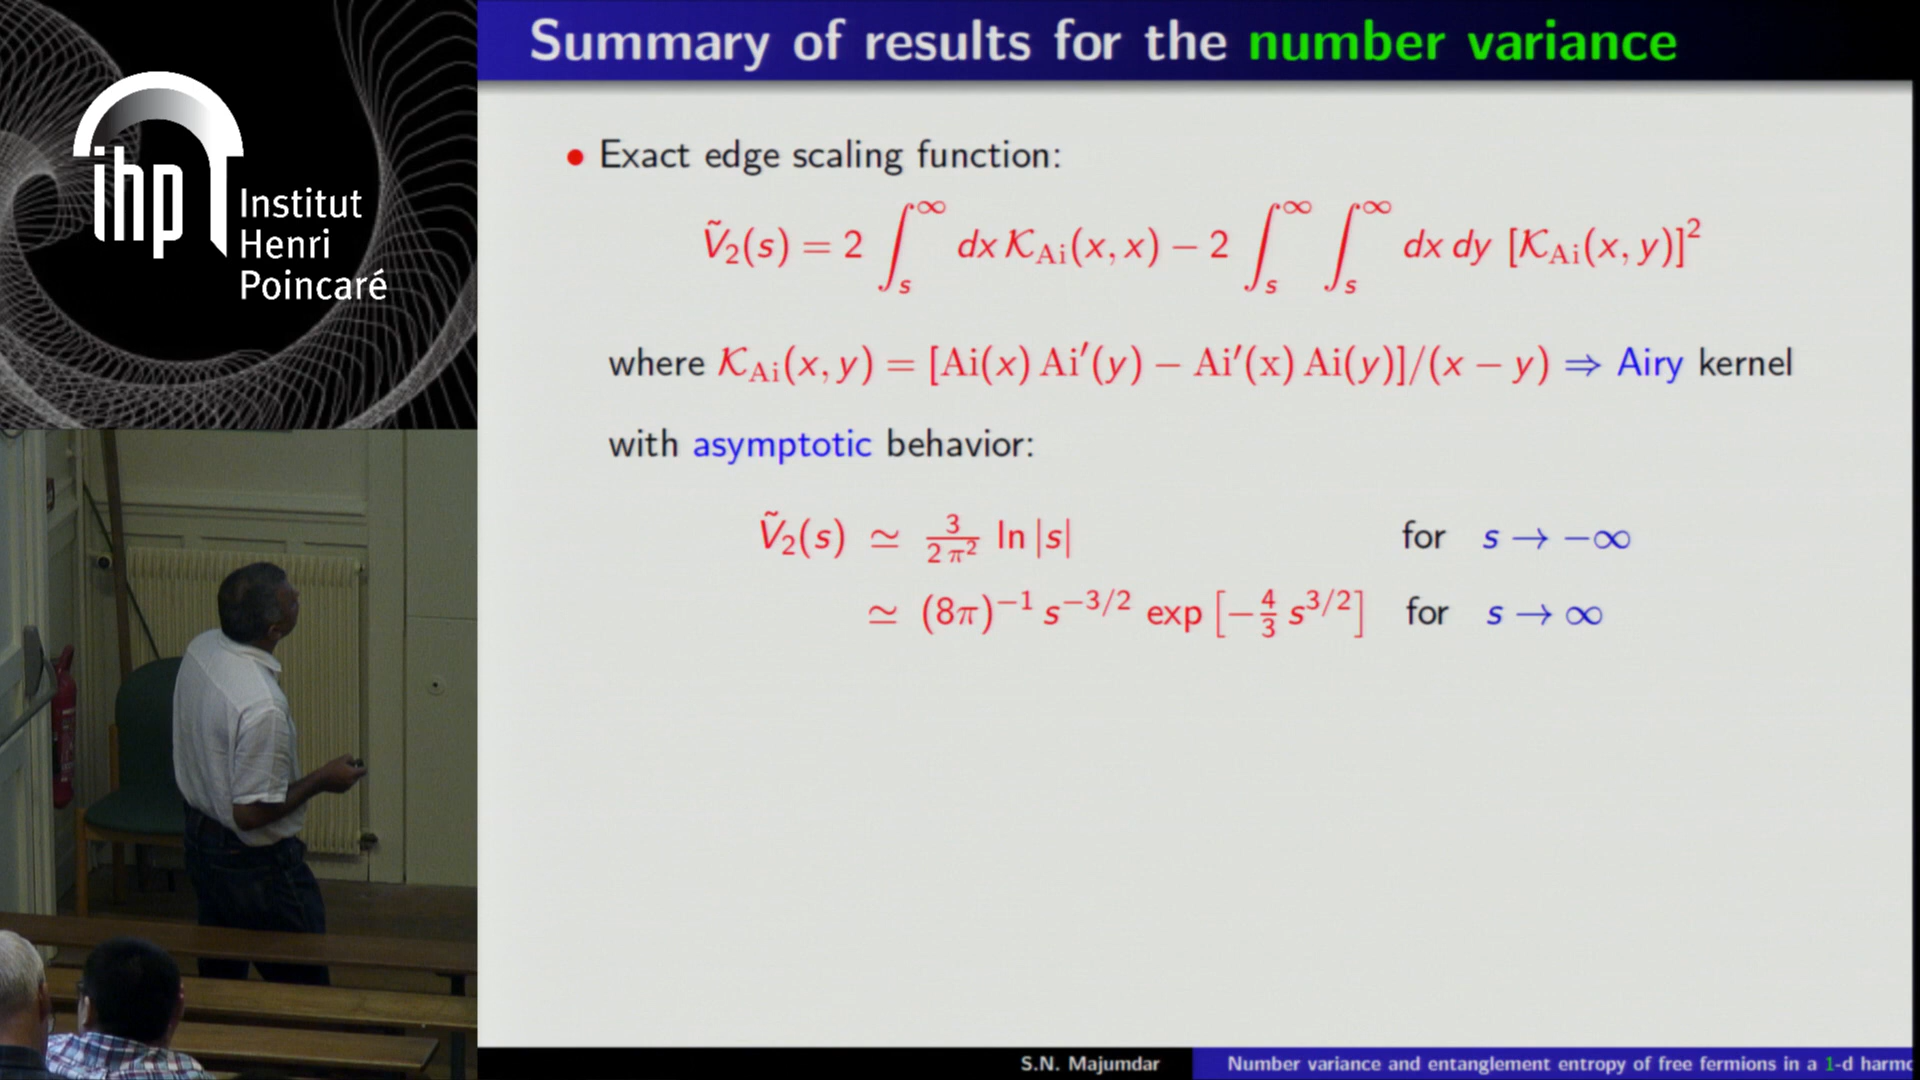 ihp
Institut
Henri
Poincaré
Summary of results for the number variance
• Exact edge scaling function:
Ṽ₂(s) = 2 ∫ₛ^∞ dx 𝒦_Ai(x, x) − 2 ∫ₛ^∞ ∫ₛ^∞ dx dy [𝒦_Ai(x, y)]²
where 𝒦_Ai(x, y) = [Ai(x) Ai′(y) − Ai′(x) Ai(y)]/(x − y) ⇒ Airy kernel
with asymptotic behavior:
Ṽ₂(s) ≃ 3/(2 π²) ln |s| for s → −∞
≃ (8π)⁻¹ s^{−3/2} exp [−4/3 s^{3/2}] for s → ∞
S.N. Majumdar
Number variance and entanglement entropy of free fermions in a 1-d harmo